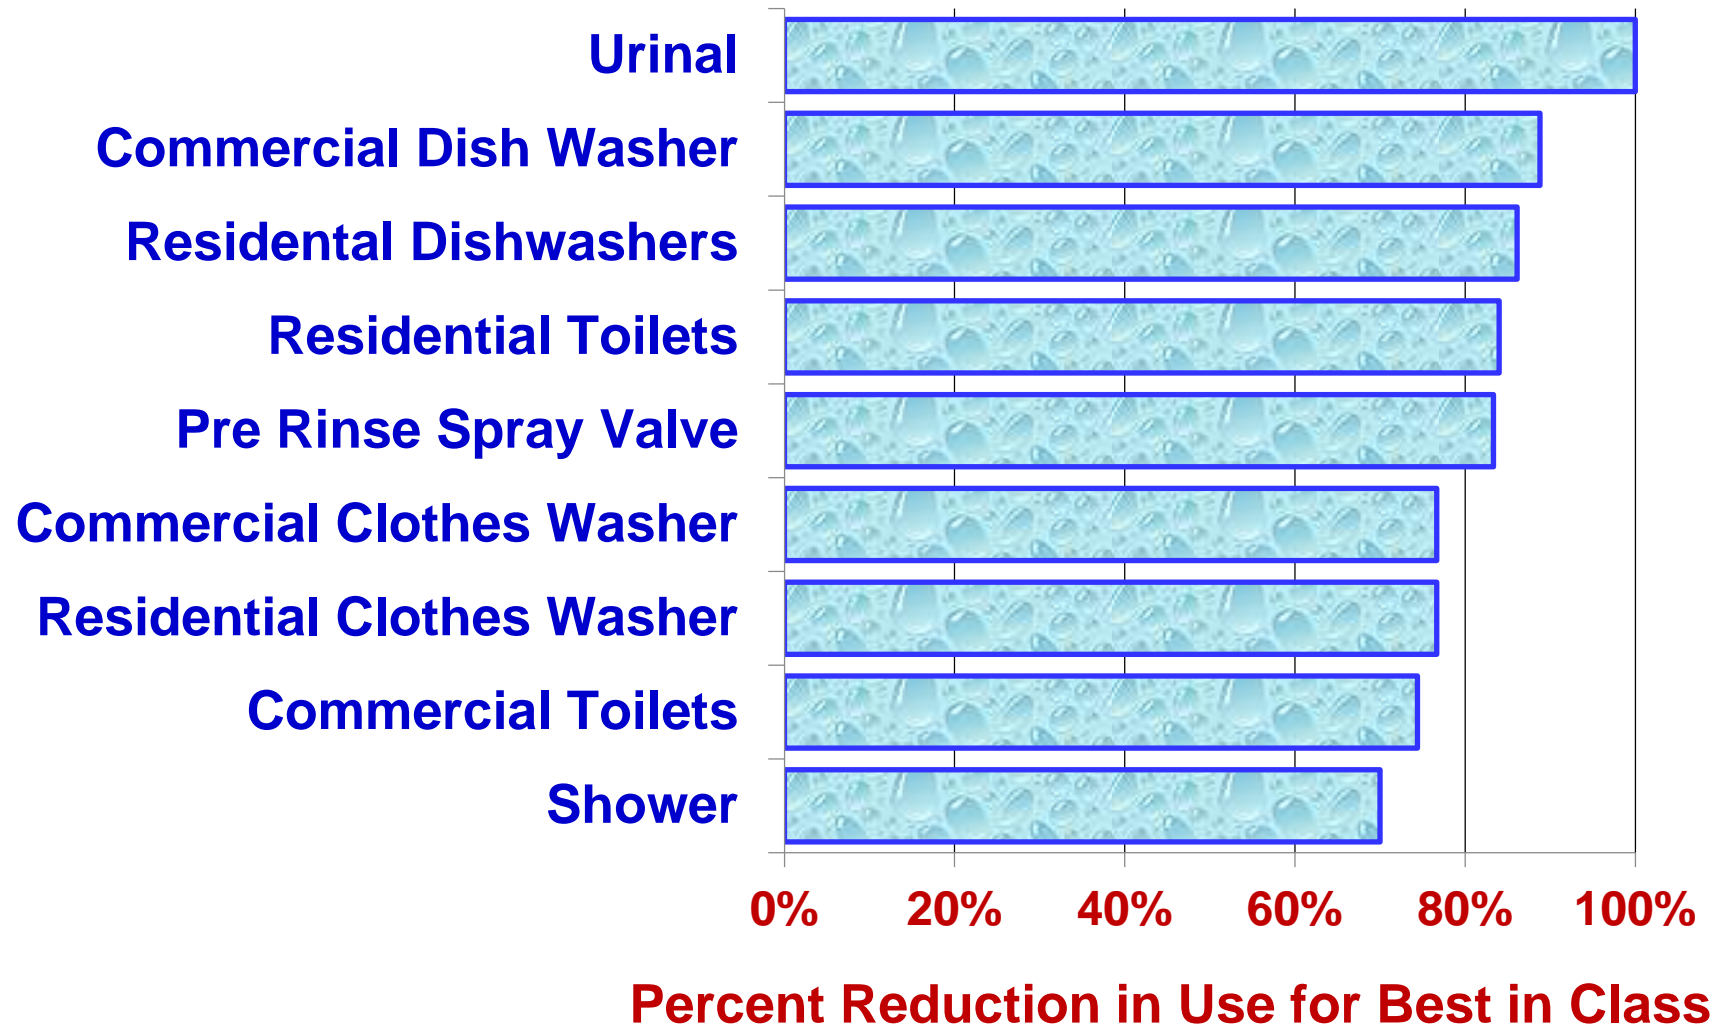 Urinal
Commercial Dish Washer
Residental Dishwashers
Residential Toilets
Pre Rinse Spray Valve
Commercial Clothes Washer
Residential Clothes Washer
Commercial Toilets
Shower
0% 20% 40% 60% 80% 100%
Percent Reduction in Use for Best in Class